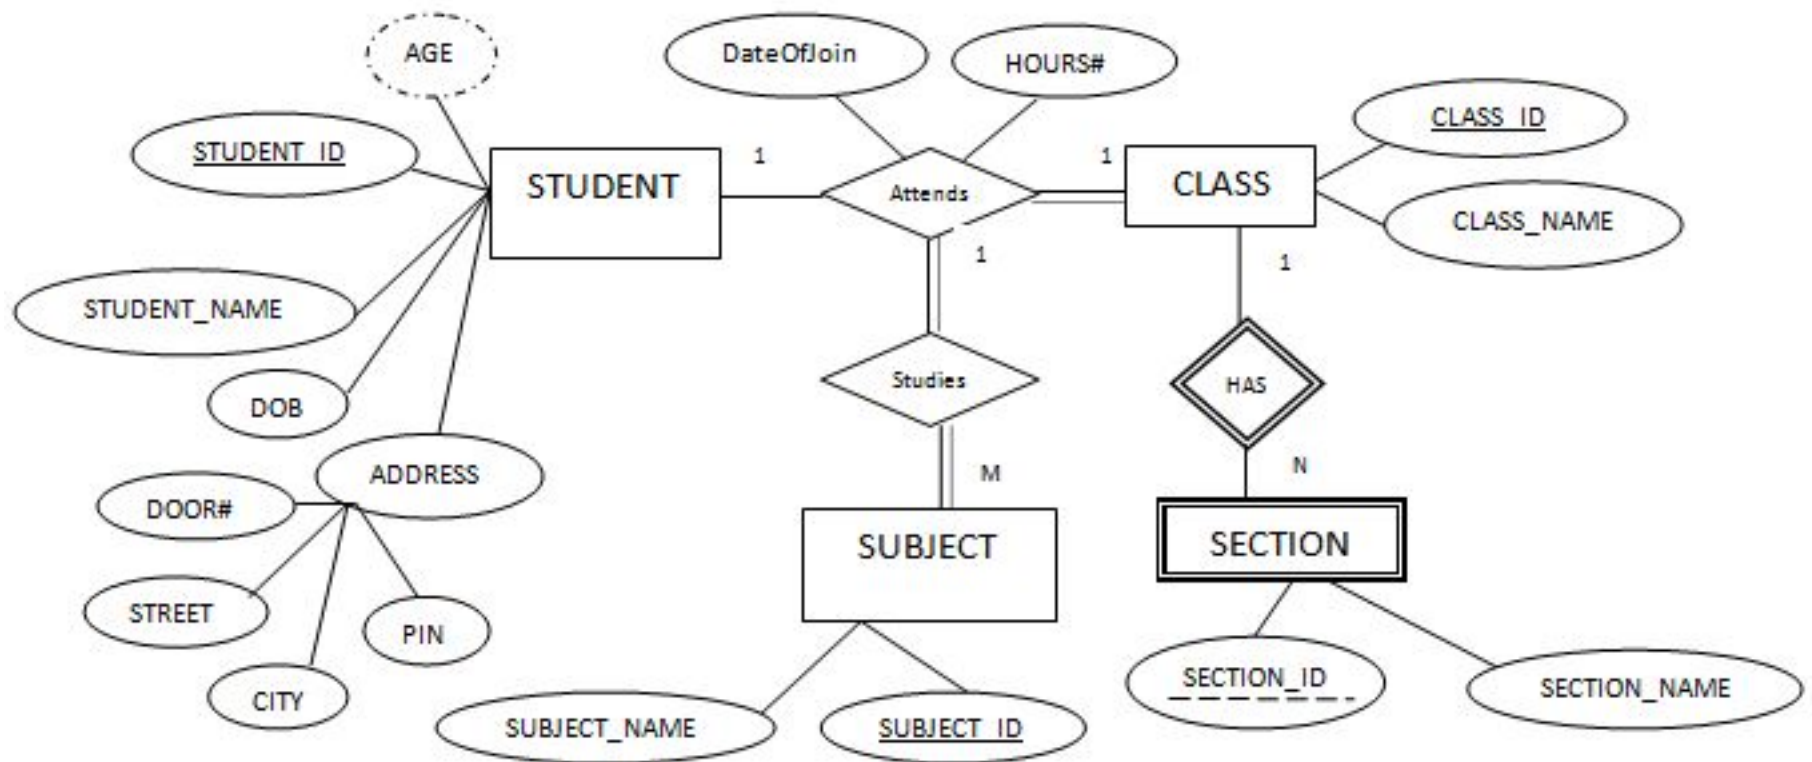 AGE
DateOfJoin
HOURS#
STUDENT_ID
CLASS_ID
STUDENT
1
Attends
1
CLASS
CLASS_NAME
1
1
STUDENT_NAME
Studies
HAS
DOB
ADDRESS
M
N
DOOR#
SUBJECT
SECTION
STREET
PIN
CITY
SECTION_ID
SECTION_NAME
SUBJECT_NAME
SUBJECT_ID